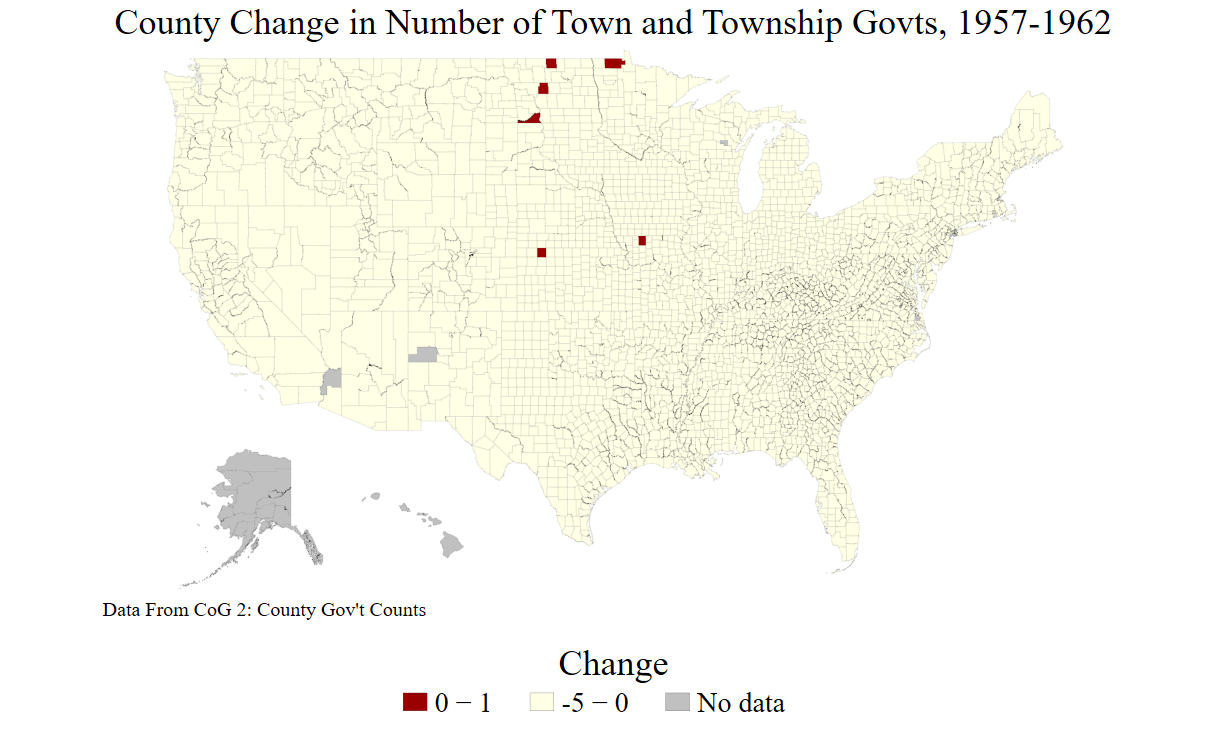 County Change in Number of Town and Township Govts, 1957-1962
Data From CoG 2: County Gov't Counts
Change
0 − 1 -5 − 0 No data